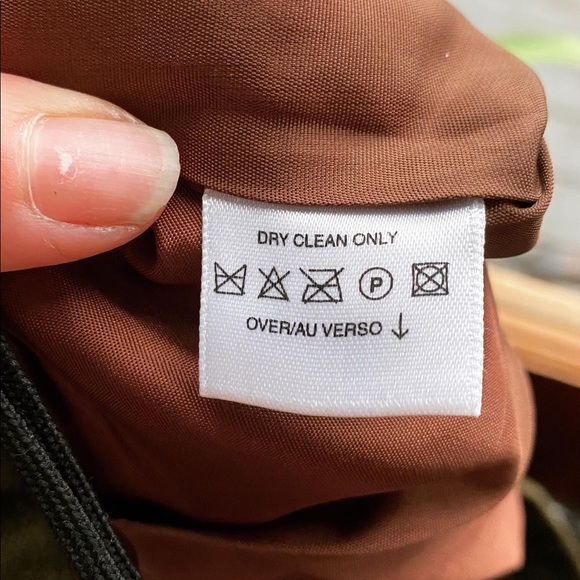 DRY CLEAN ONLY
P
OVER/AU VERSO ↓